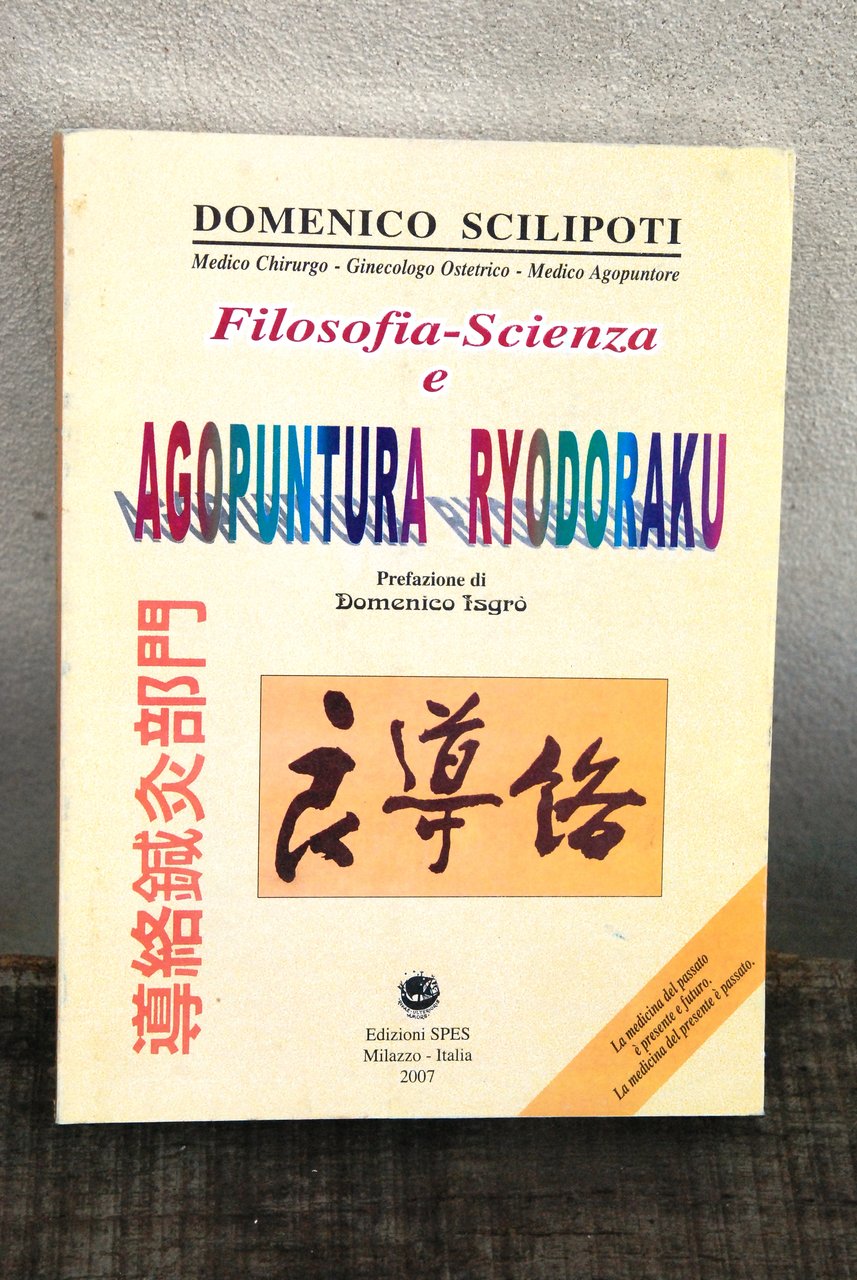 DOMENICO SCILIPOTI
Medico Chirurgo - Ginecologo Ostetrico - Medico Agopuntore
Filosofia-Scienza
e
AGOPUNTURA RYODORAKU
Prefazione di
Domenico Isgrò
導絡鍼灸部門
良導絡
La medicina del passato
è presente e futuro.
La medicina del presente è passato.
Edizioni SPES
Milazzo - Italia
2007